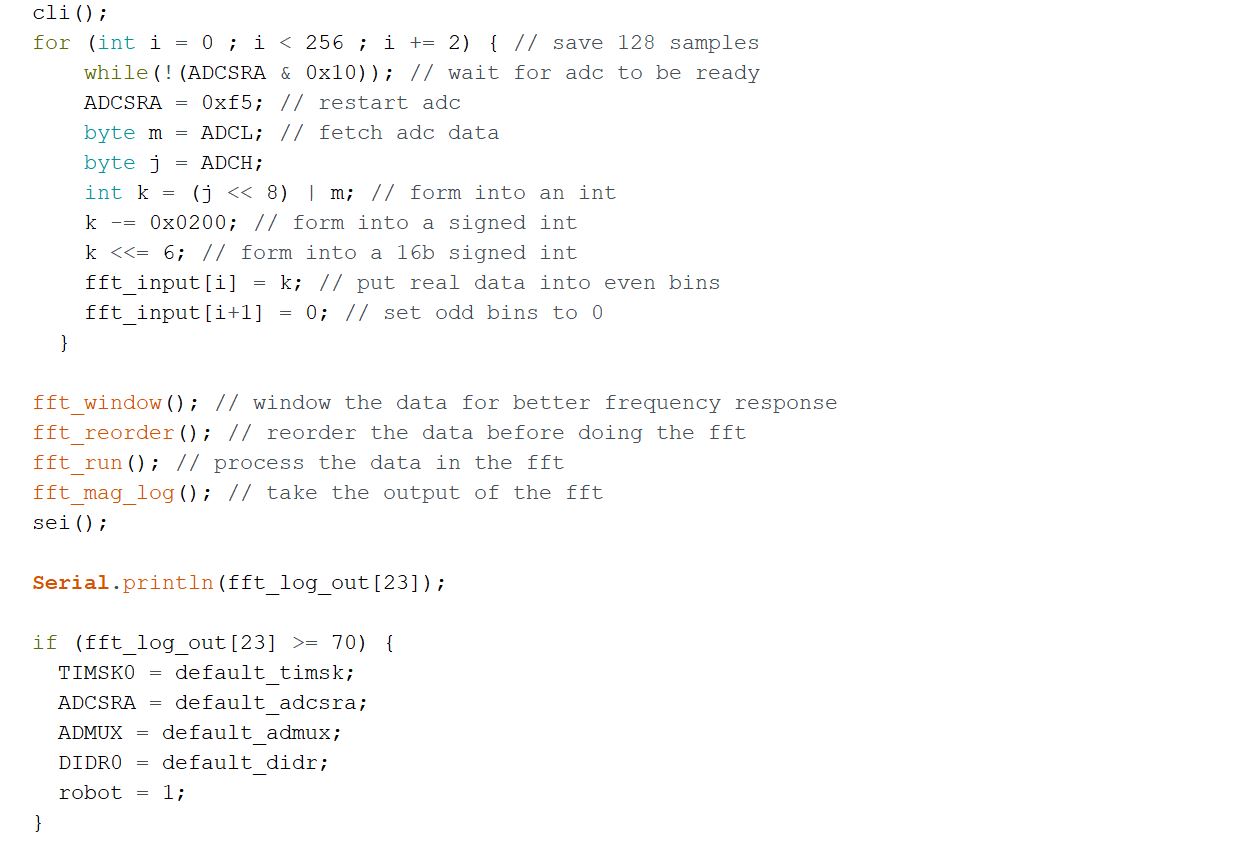 cli();
for (int i = 0 ; i < 256 ; i += 2) { // save 128 samples
    while(!(ADCSRA & 0x10)); // wait for adc to be ready
    ADCSRA = 0xf5; // restart adc
    byte m = ADCL; // fetch adc data
    byte j = ADCH;
    int k = (j << 8) | m; // form into an int
    k -= 0x0200; // form into a signed int
    k <<= 6; // form into a 16b signed int
    fft_input[i] = k; // put real data into even bins
    fft_input[i+1] = 0; // set odd bins to 0
  }
fft_window(); // window the data for better frequency response
fft_reorder(); // reorder the data before doing the fft
fft_run(); // process the data in the fft
fft_mag_log(); // take the output of the fft
sei();
Serial.println(fft_log_out[23]);
if (fft_log_out[23] >= 70) {
  TIMSK0 = default_timsk;
  ADCSRA = default_adcsra;
  ADMUX = default_admux;
  DIDR0 = default_didr;
  robot = 1;
}